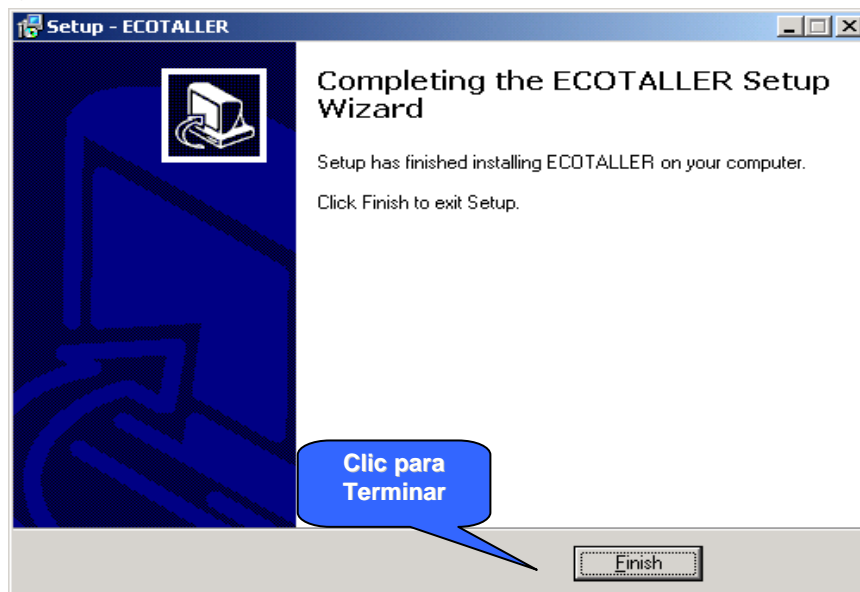 Setup - ECOTALLER
Completing the ECOTALLER Setup
Wizard
Setup has finished installing ECOTALLER on your computer.
Click Finish to exit Setup.
Clic para
Terminar
Finish